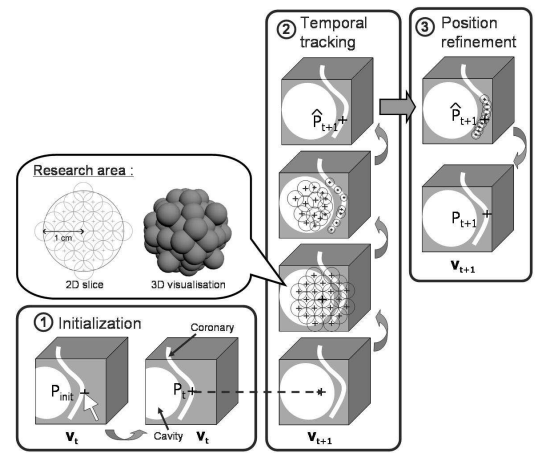 ② Temporal
tracking
③ Position
refinement
P̂t+1
P̂t+1
Research area :
1 cm
2D slice
3D visualisation
Pt+1
Vt+1
① Initialization
Coronary
Pinit
Pt
Cavity
Vt
Vt
Vt+1